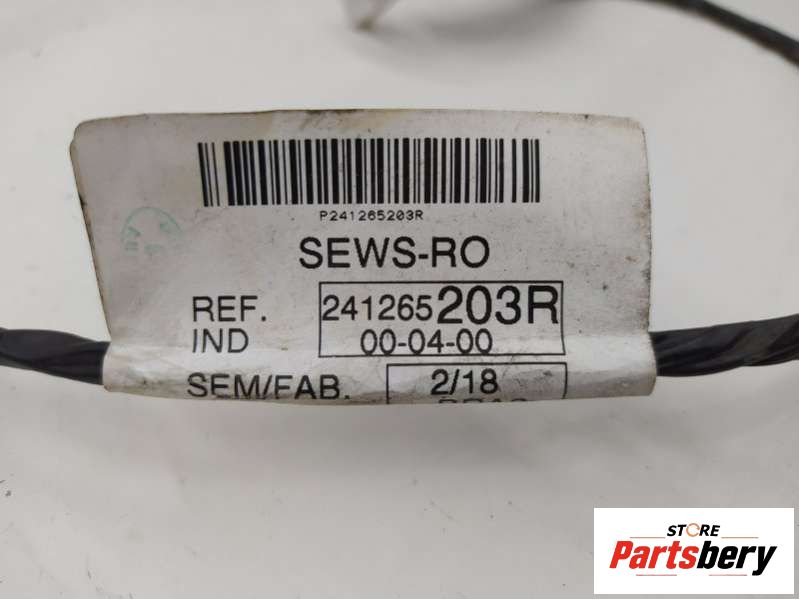 P241265203R
SEWS-RO
REF. 241265203R
IND 00-04-00
SEM/FAB. 2/18
STORE
Partsbery